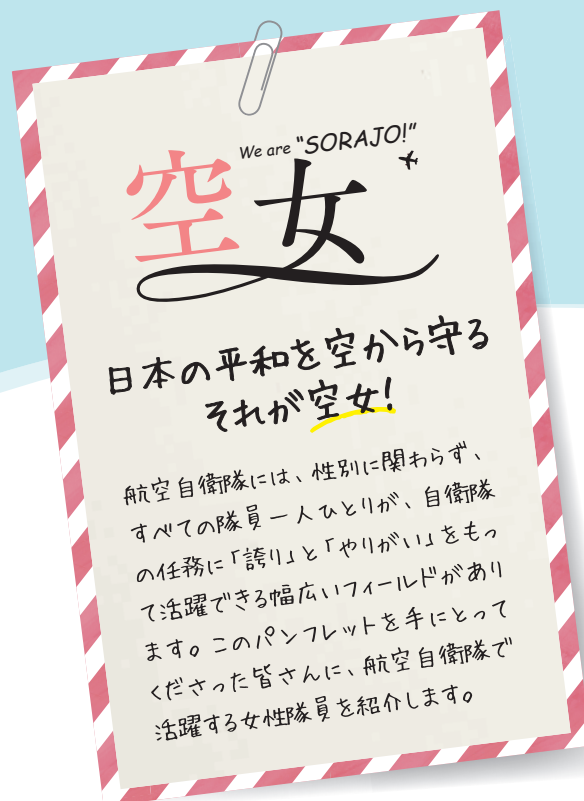 We are “SORAJO!”
空女
日本の平和を空から守る
それが空女!
航空自衛隊には、性別に関わらず、
すべての隊員一人ひとりが、自衛隊
の任務に「誇り」と「やりがい」をもっ
て活躍できる幅広いフィールドがあり
ます。このパンフレットを手にとって
くださった皆さんに、航空自衛隊で
活躍する女性隊員を紹介します。